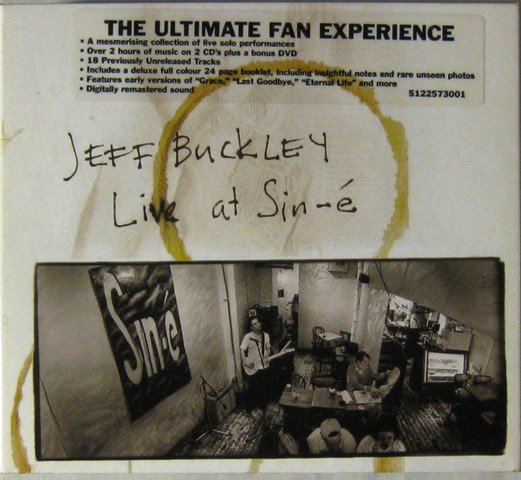 THE ULTIMATE FAN EXPERIENCE
• A mesmerising collection of live solo performances
• Over 2 hours of music on 2 CD's plus a bonus DVD
• 18 Previously Unreleased Tracks
• Includes a deluxe full colour 24 page booklet, including insightful notes and rare unseen photos
• Features early versions of "Grace," "Last Goodbye," "Eternal Life" and more
• Digitally remastered sound
5122573001
JEFF BUCKLEY
Live at Sin-é
Sin-é